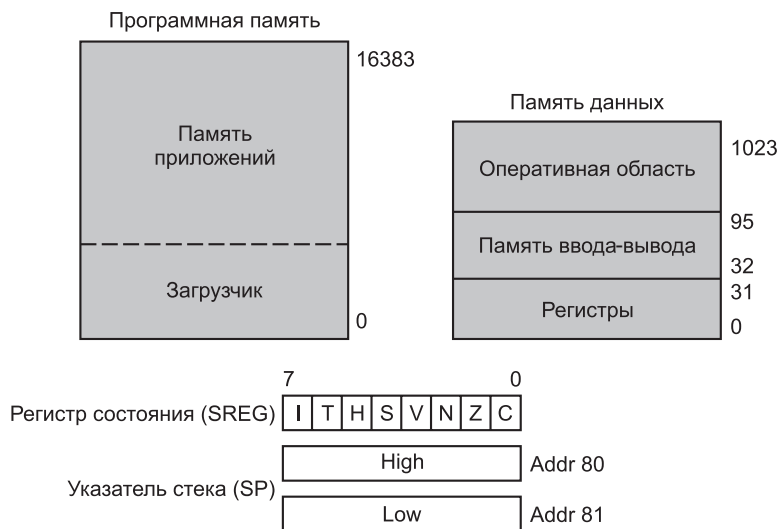 Программная память
16383
Память
приложений
Загрузчик
0
Память данных
1023
Оперативная область
95
Память ввода-вывода
32
31
Регистры
0
7 0
Регистр состояния (SREG) I T H S V N Z C
High Addr 80
Указатель стека (SP)
Low Addr 81